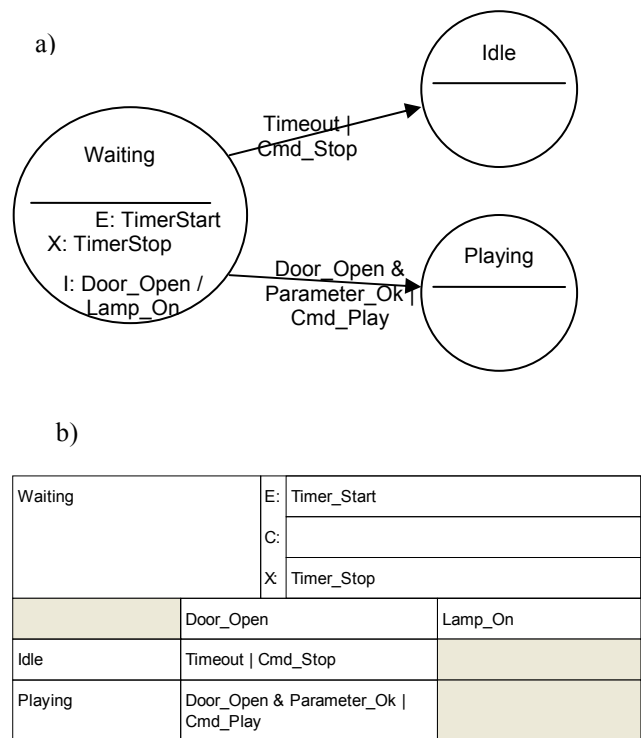 a)
Idle
Timeout |
Cmd_Stop
Waiting
E: TimerStart
X: TimerStop
I: Door_Open /
Lamp_On
Door_Open &
Parameter_Ok |
Cmd_Play
Playing
b)
Waiting
E: Timer_Start
C:
X: Timer_Stop
Door_Open Lamp_On
Idle Timeout | Cmd_Stop
Playing Door_Open & Parameter_Ok |
Cmd_Play